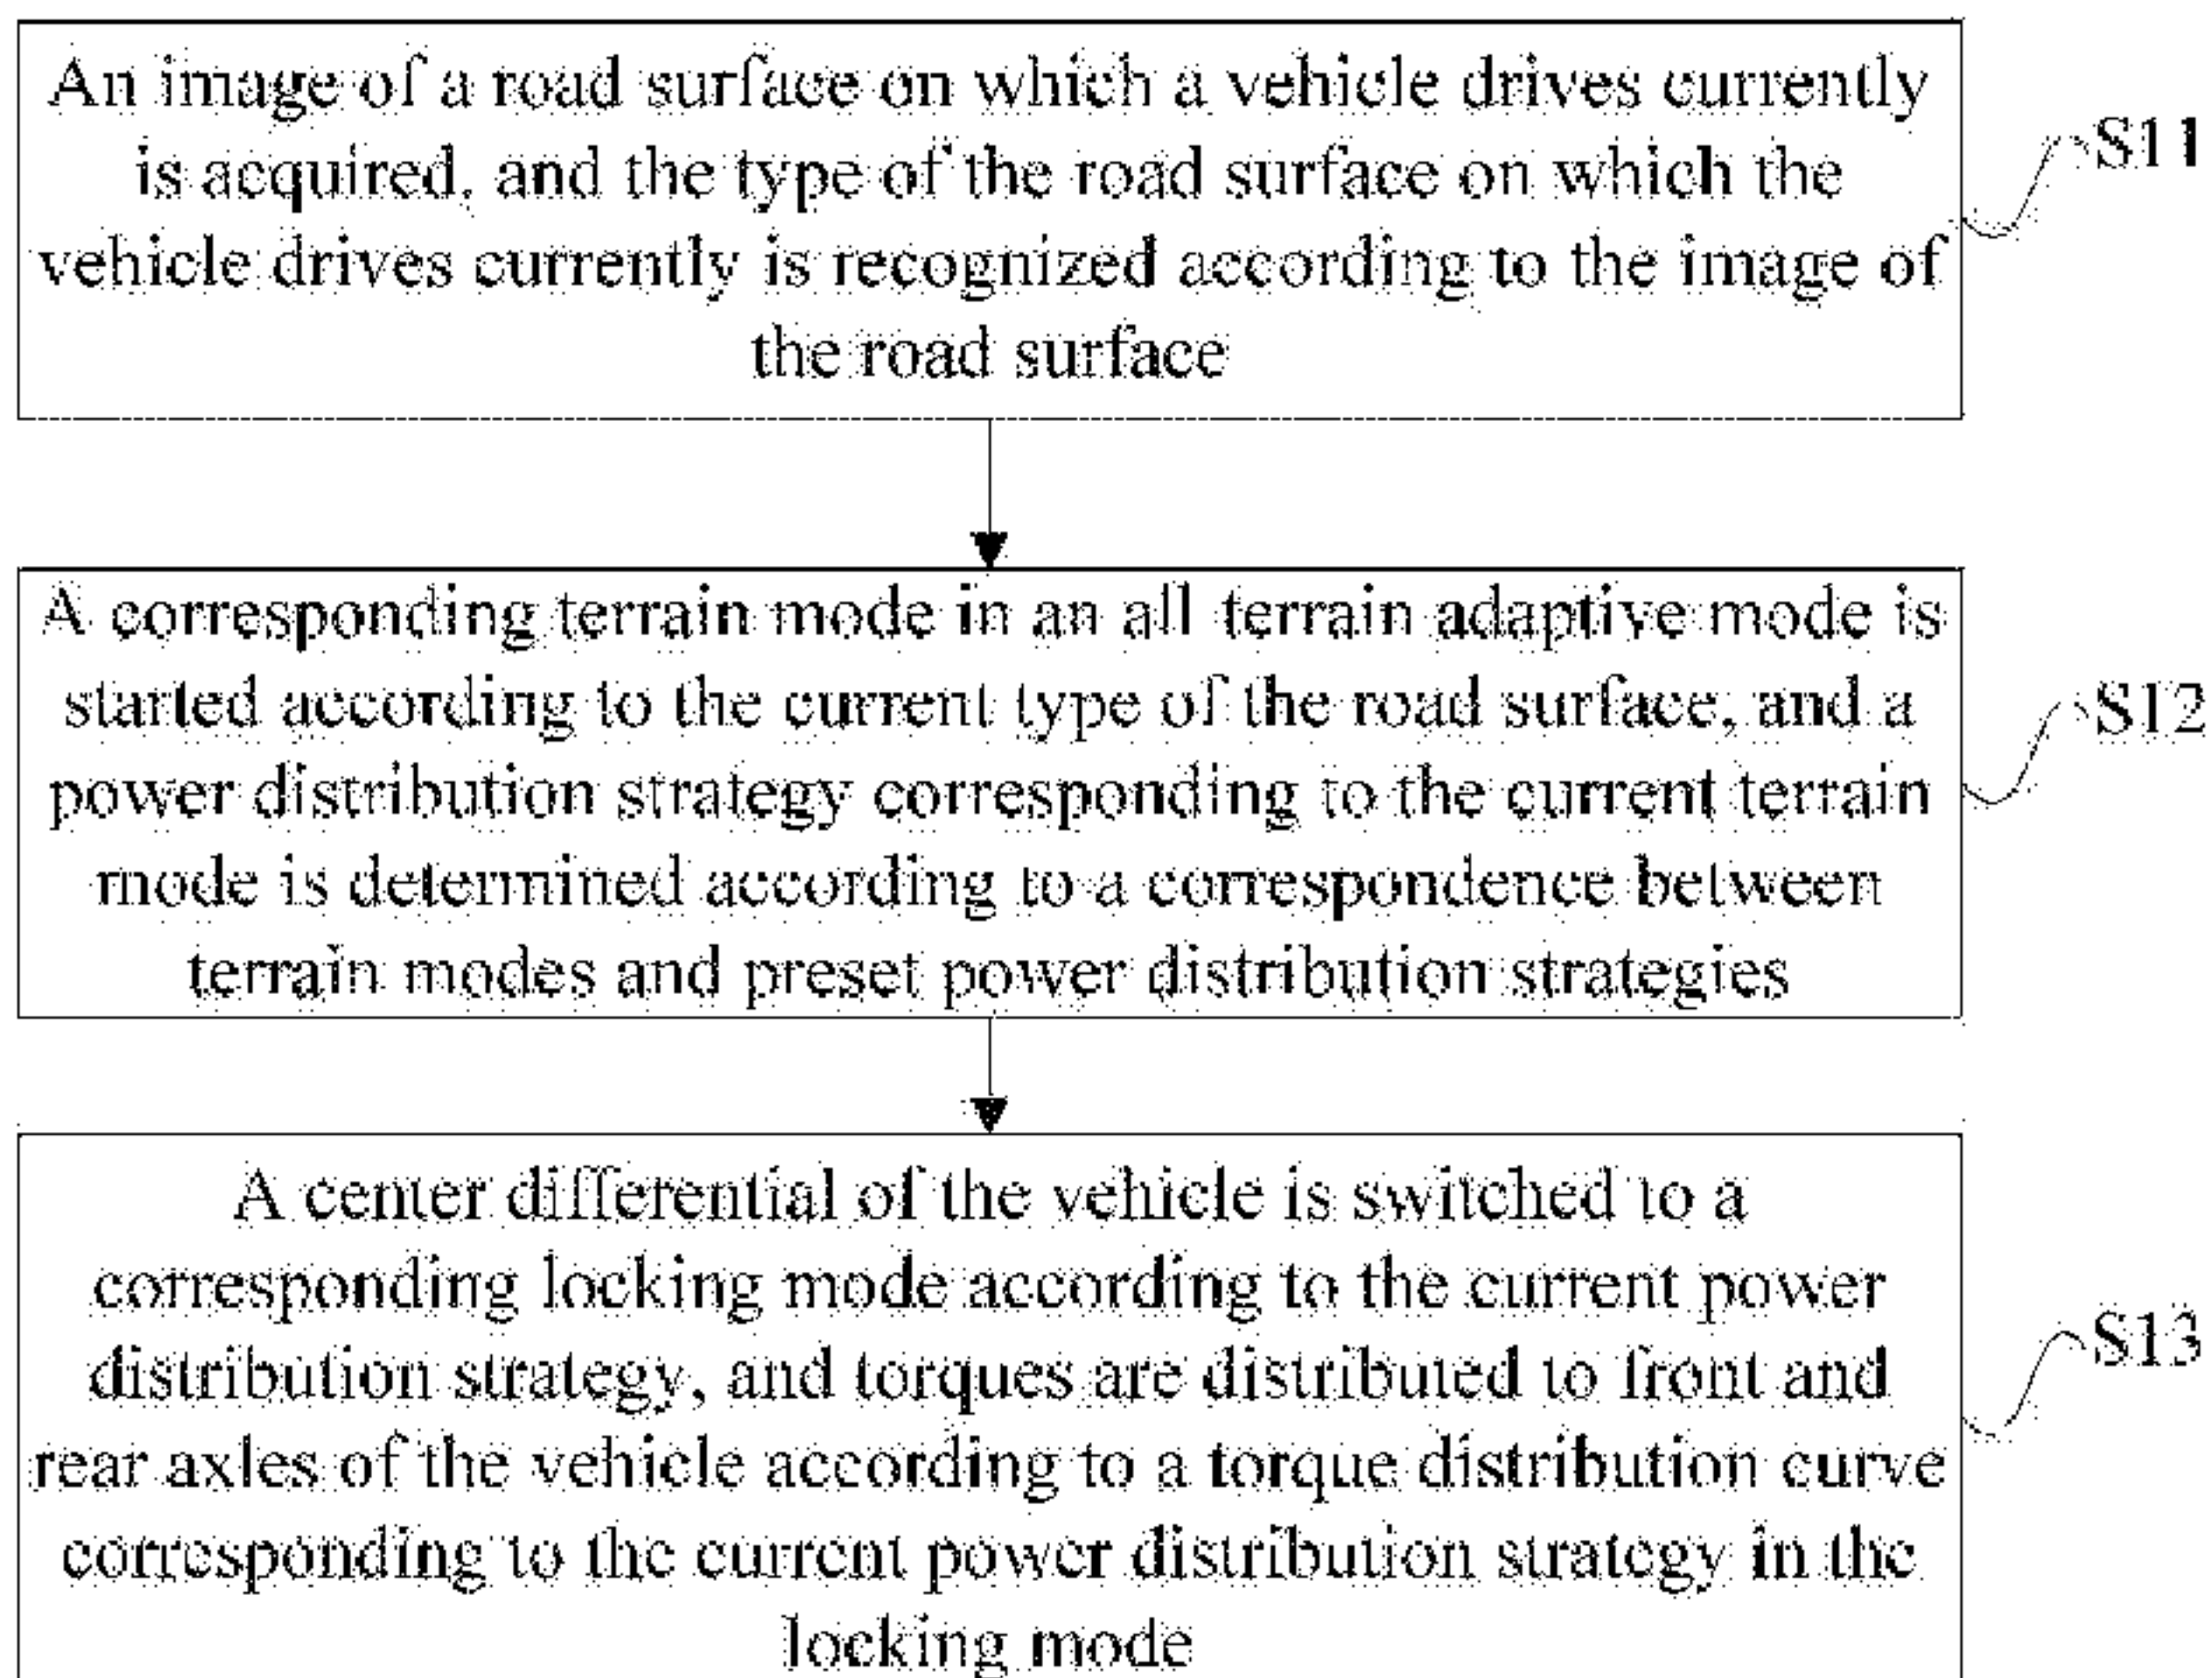 An image of a road surface on which a vehicle drives currently
is acquired, and the type of the road surface on which the
vehicle drives currently is recognized according to the image of
the road surface
S11
A corresponding terrain mode in an all terrain adaptive mode is
started according to the current type of the road surface, and a
power distribution strategy corresponding to the current terrain
mode is determined according to a correspondence between
terrain modes and preset power distribution strategies
S12
A center differential of the vehicle is switched to a
corresponding locking mode according to the current power
distribution strategy, and torques are distributed to front and
rear axles of the vehicle according to a torque distribution curve
corresponding to the current power distribution strategy in the
locking mode
S13